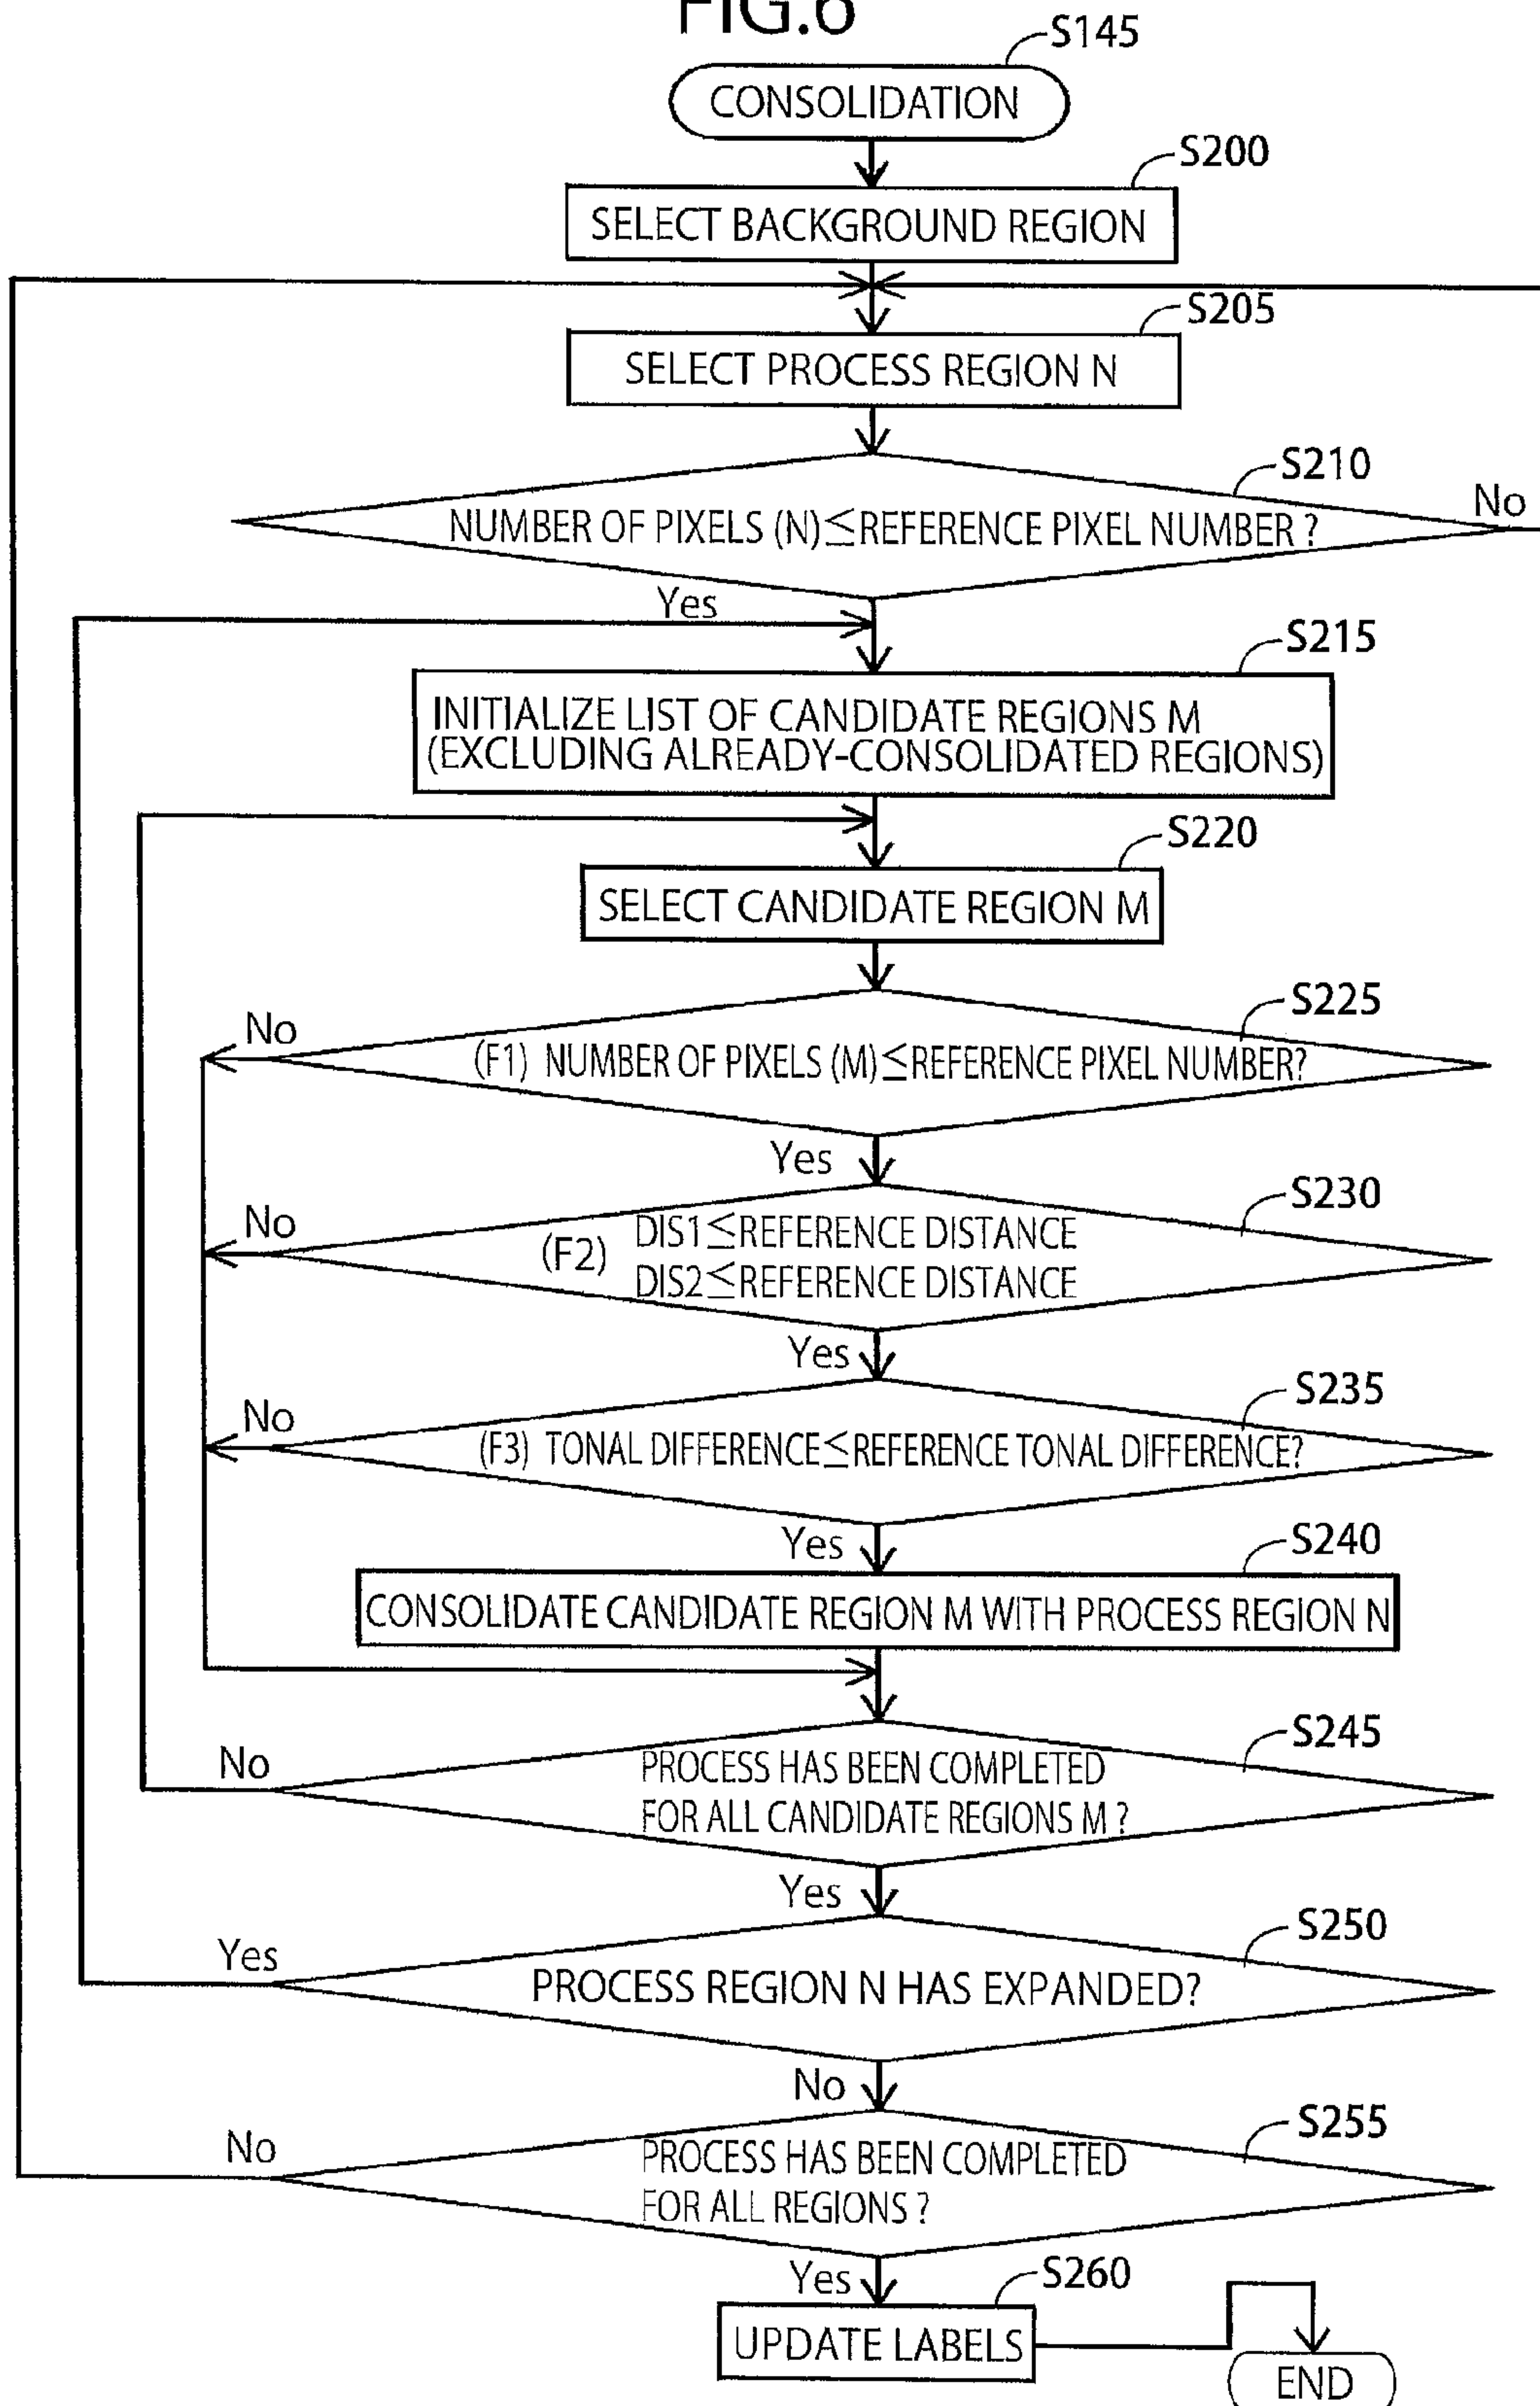 FIG.6
S145
CONSOLIDATION
S200
SELECT BACKGROUND REGION
S205
SELECT PROCESS REGION N
S210
No
NUMBER OF PIXELS (N)≦REFERENCE PIXEL NUMBER ?
Yes
S215
INITIALIZE LIST OF CANDIDATE REGIONS M
(EXCLUDING ALREADY-CONSOLIDATED REGIONS)
S220
SELECT CANDIDATE REGION M
S225
No
(F1) NUMBER OF PIXELS (M)≦REFERENCE PIXEL NUMBER?
Yes
S230
No
(F2)
DIS1≦REFERENCE DISTANCE
DIS2≦REFERENCE DISTANCE
Yes
S235
No
(F3) TONAL DIFFERENCE≦REFERENCE TONAL DIFFERENCE?
Yes
S240
CONSOLIDATE CANDIDATE REGION M WITH PROCESS REGION N
S245
No
PROCESS HAS BEEN COMPLETED
FOR ALL CANDIDATE REGIONS M ?
Yes
S250
Yes
PROCESS REGION N HAS EXPANDED?
No
S255
No
PROCESS HAS BEEN COMPLETED
FOR ALL REGIONS ?
Yes
S260
UPDATE LABELS
END